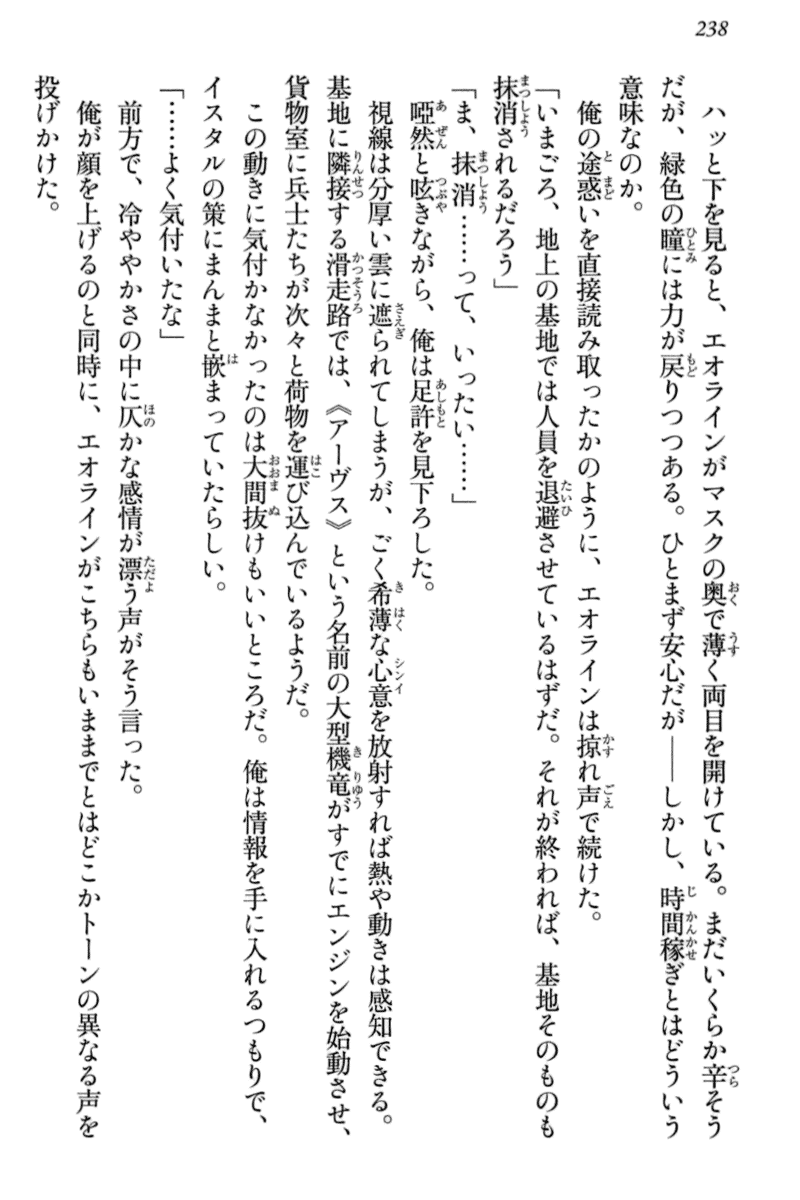 238
ハッと下を見ると、エオラインがマスクの奥で薄く両目を開けている。まだいくらか辛そう
だが、緑色の瞳には力が戻りつつある。ひとまず安心だが――しかし、時間稼ぎとはどういう
意味なのか。
俺の途惑いを直接読み取ったかのように、エオラインは掠れ声で続けた。
「いまごろ、地上の基地では人員を退避させているはずだ。それが終われば、基地そのものも
抹消されるだろう」
「ま、抹消……って、いったい……」
啞然と呟きながら、俺は足許を見下ろした。
視線は分厚い雲に遮られてしまうが、ごく希薄な心意を放射すれば熱や動きは感知できる。
基地に隣接する滑走路では、《アーヴス》という名前の大型機竜がすでにエンジンを始動させ、
貨物室に兵士たちが次々と荷物を運び込んでいるようだ。
この動きに気付かなかったのは大間抜けもいいところだ。俺は情報を手に入れるつもりで、
イスタルの策にまんまと嵌まっていたらしい。
「……よく気付いたな」
前方で、冷ややかさの中に仄かな感情が漂う声がそう言った。
俺が顔を上げるのと同時に、エオラインがこちらもいままでとはどこかトーンの異なる声を
投げかけた。